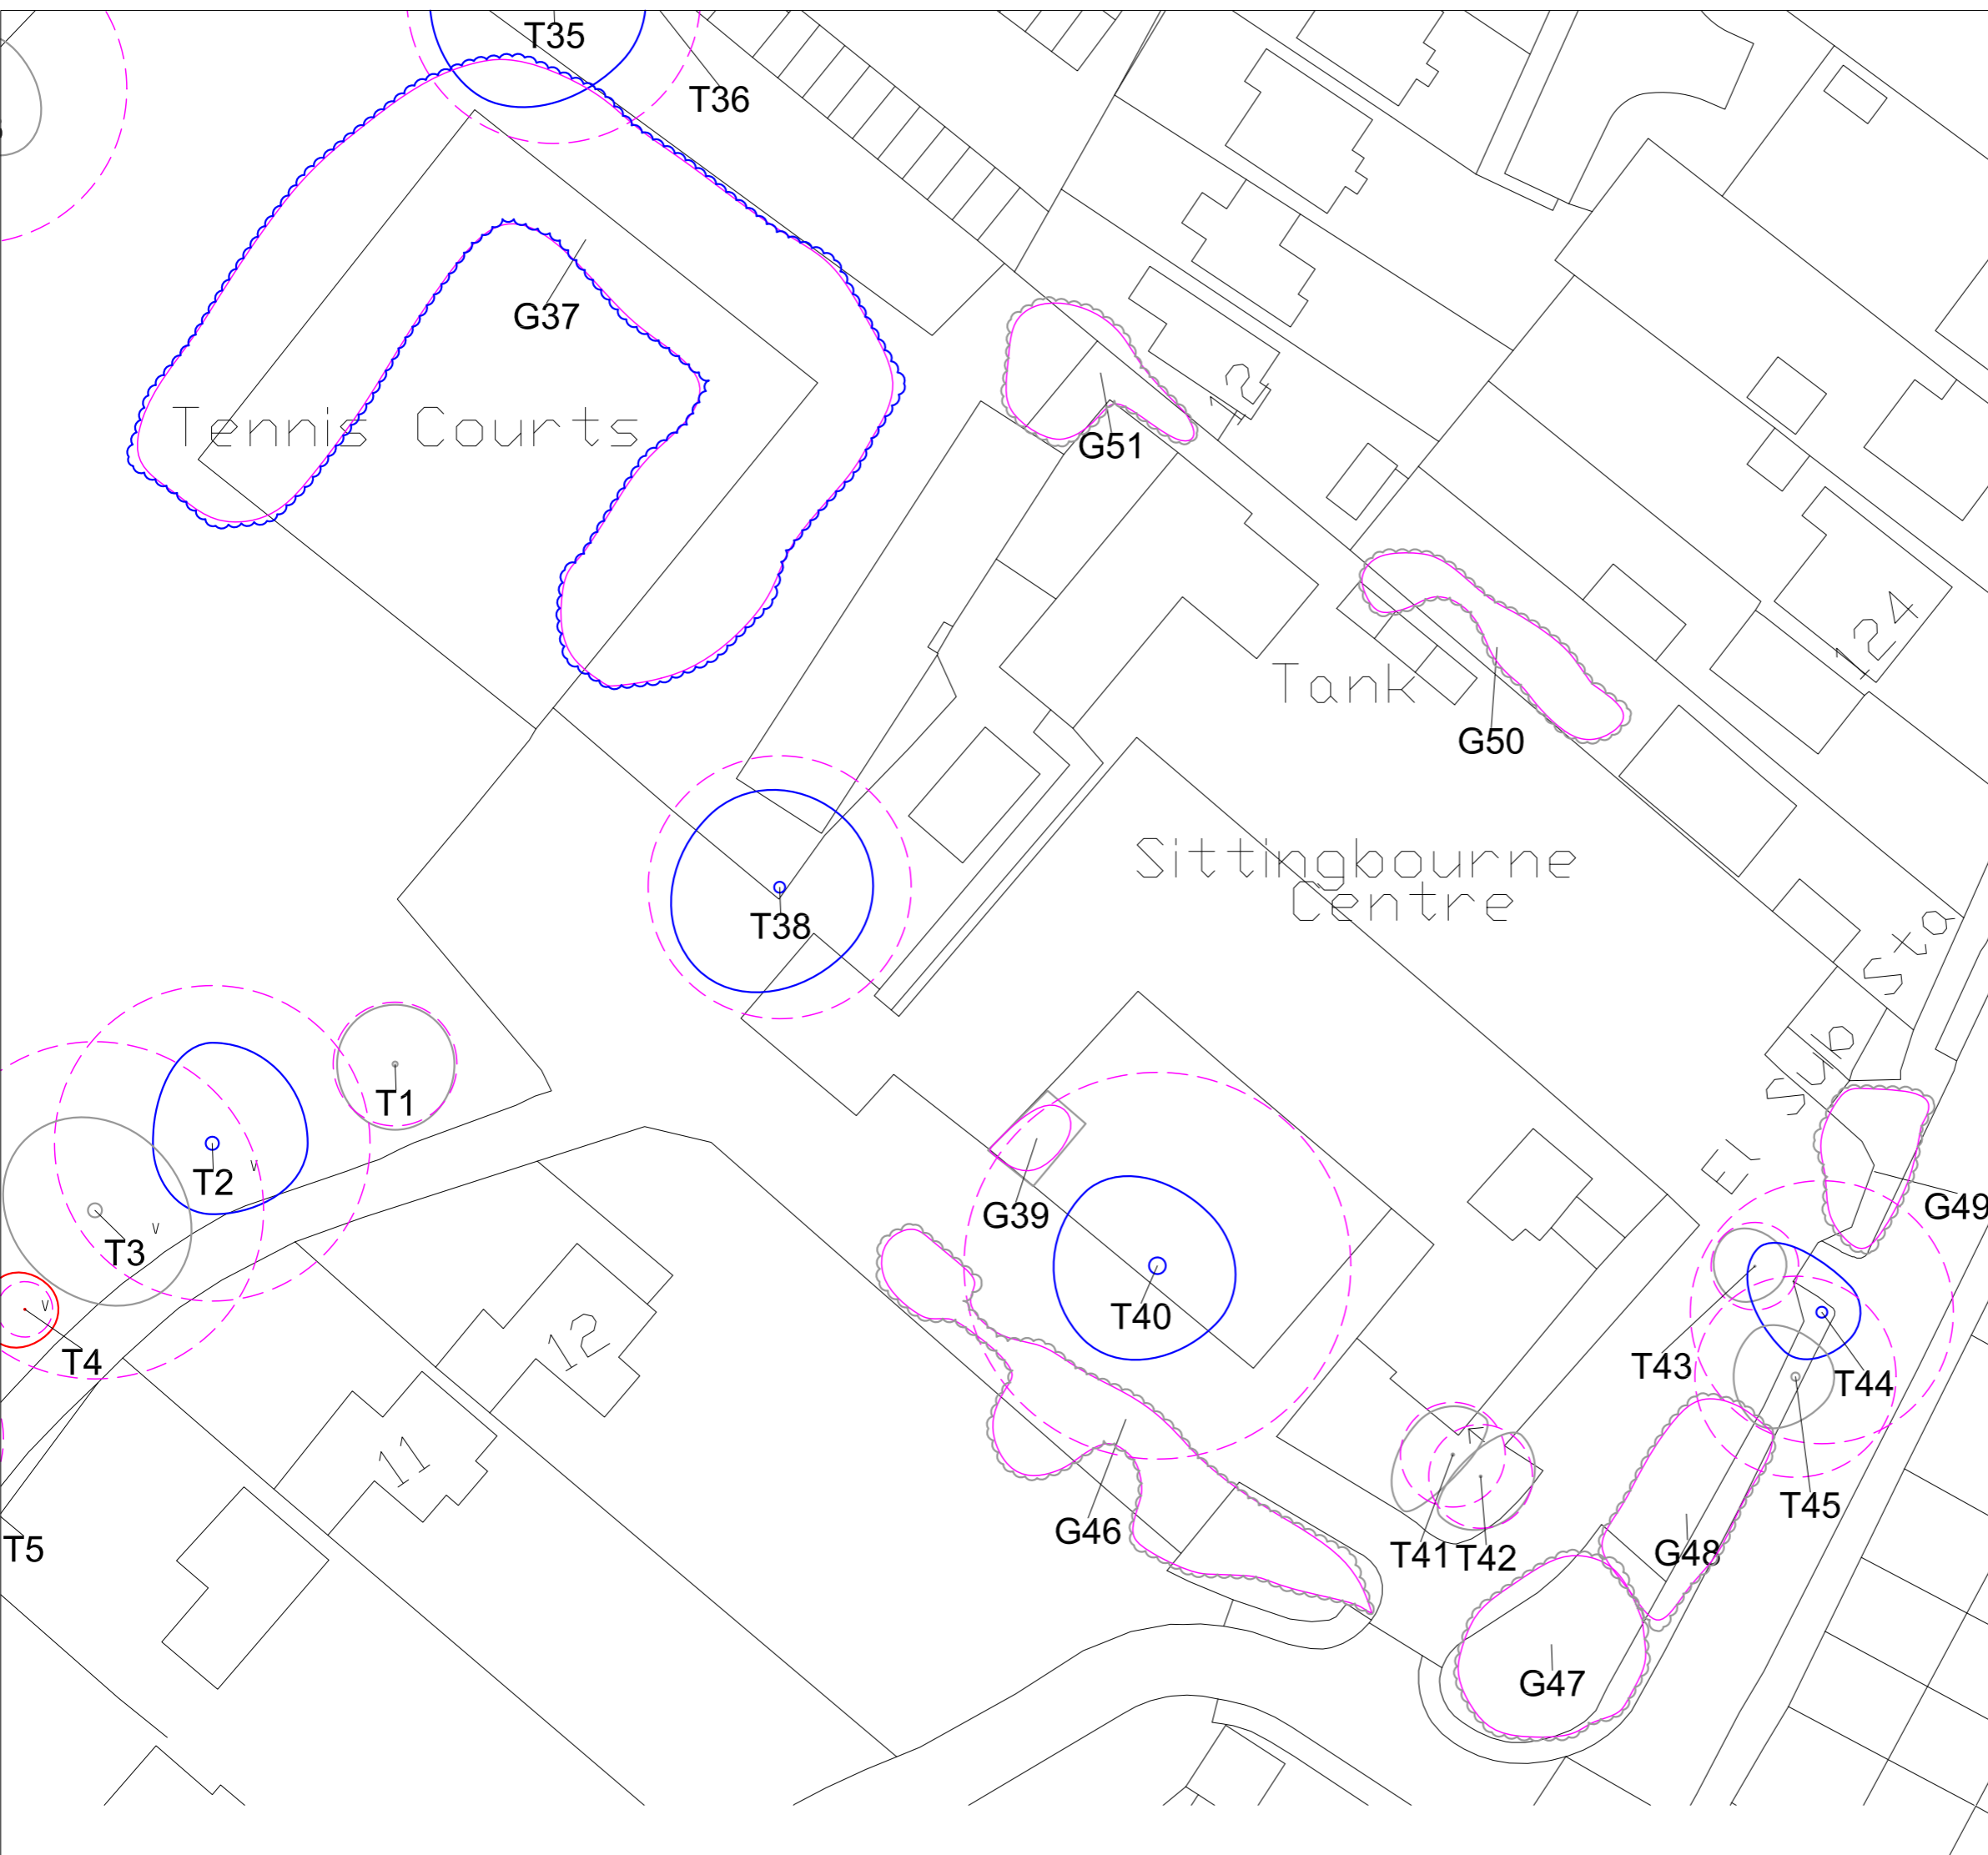 T35
T36
G37
Tennis Courts
12
G51
124
Tank
G50
Sittingbourne
Centre
T38
El Sub Sta
T1
T2
T3
T4
T5
G39
T40
G49
T43
T44
T45
12
11
G46
T41
T42
G48
G47